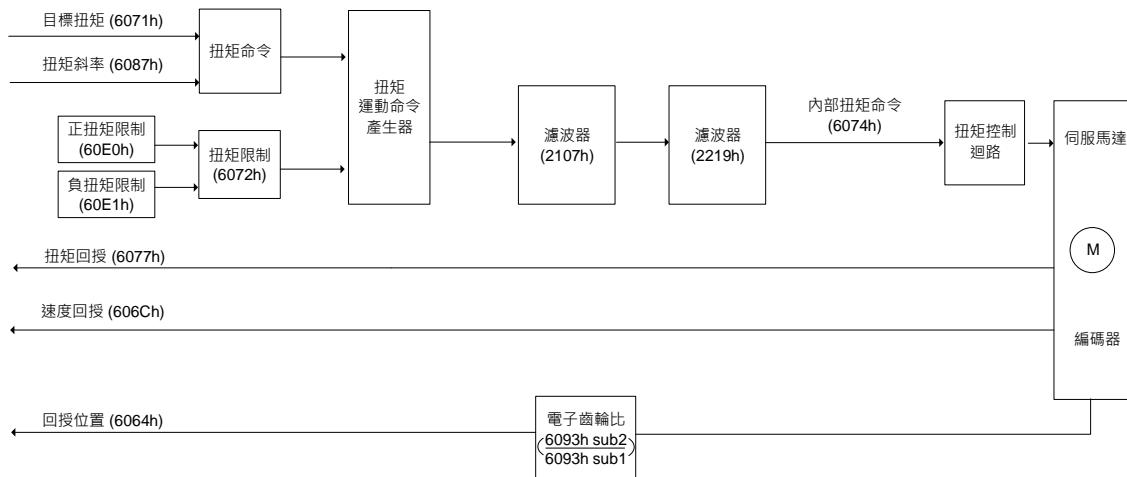 目標扭矩 (6071h)
扭矩斜率 (6087h)
扭矩命令
正扭矩限制
(60E0h)
負扭矩限制
(60E1h)
扭矩限制
(6072h)
扭矩
運動命令
產生器
濾波器
(2107h)
濾波器
(2219h)
內部扭矩命令
(6074h)
扭矩控制
迴路
伺服馬達
M
編碼器
扭矩回授 (6077h)
速度回授 (606Ch)
回授位置 (6064h)
電子齒輪比
(6093h sub2
6093h sub1)